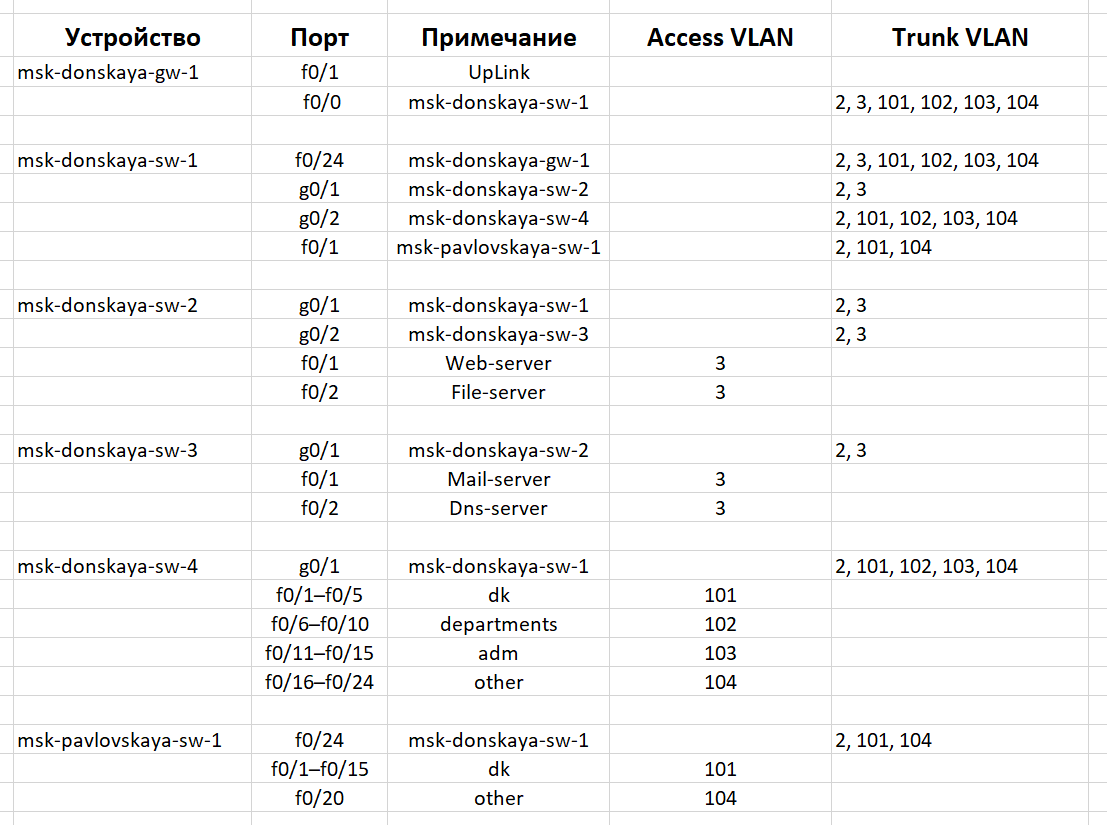 Устройство Порт Примечание Access VLAN Trunk VLAN
msk-donskaya-gw-1 f0/1 UpLink
f0/0 msk-donskaya-sw-1 2, 3, 101, 102, 103, 104
msk-donskaya-sw-1 f0/24 msk-donskaya-gw-1 2, 3, 101, 102, 103, 104
g0/1 msk-donskaya-sw-2 2, 3
g0/2 msk-donskaya-sw-4 2, 101, 102, 103, 104
f0/1 msk-pavlovskaya-sw-1 2, 101, 104
msk-donskaya-sw-2 g0/1 msk-donskaya-sw-1 2, 3
g0/2 msk-donskaya-sw-3 2, 3
f0/1 Web-server 3
f0/2 File-server 3
msk-donskaya-sw-3 g0/1 msk-donskaya-sw-2 2, 3
f0/1 Mail-server 3
f0/2 Dns-server 3
msk-donskaya-sw-4 g0/1 msk-donskaya-sw-1 2, 101, 102, 103, 104
f0/1–f0/5 dk 101
f0/6–f0/10 departments 102
f0/11–f0/15 adm 103
f0/16–f0/24 other 104
msk-pavlovskaya-sw-1 f0/24 msk-donskaya-sw-1 2, 101, 104
f0/1–f0/15 dk 101
f0/20 other 104